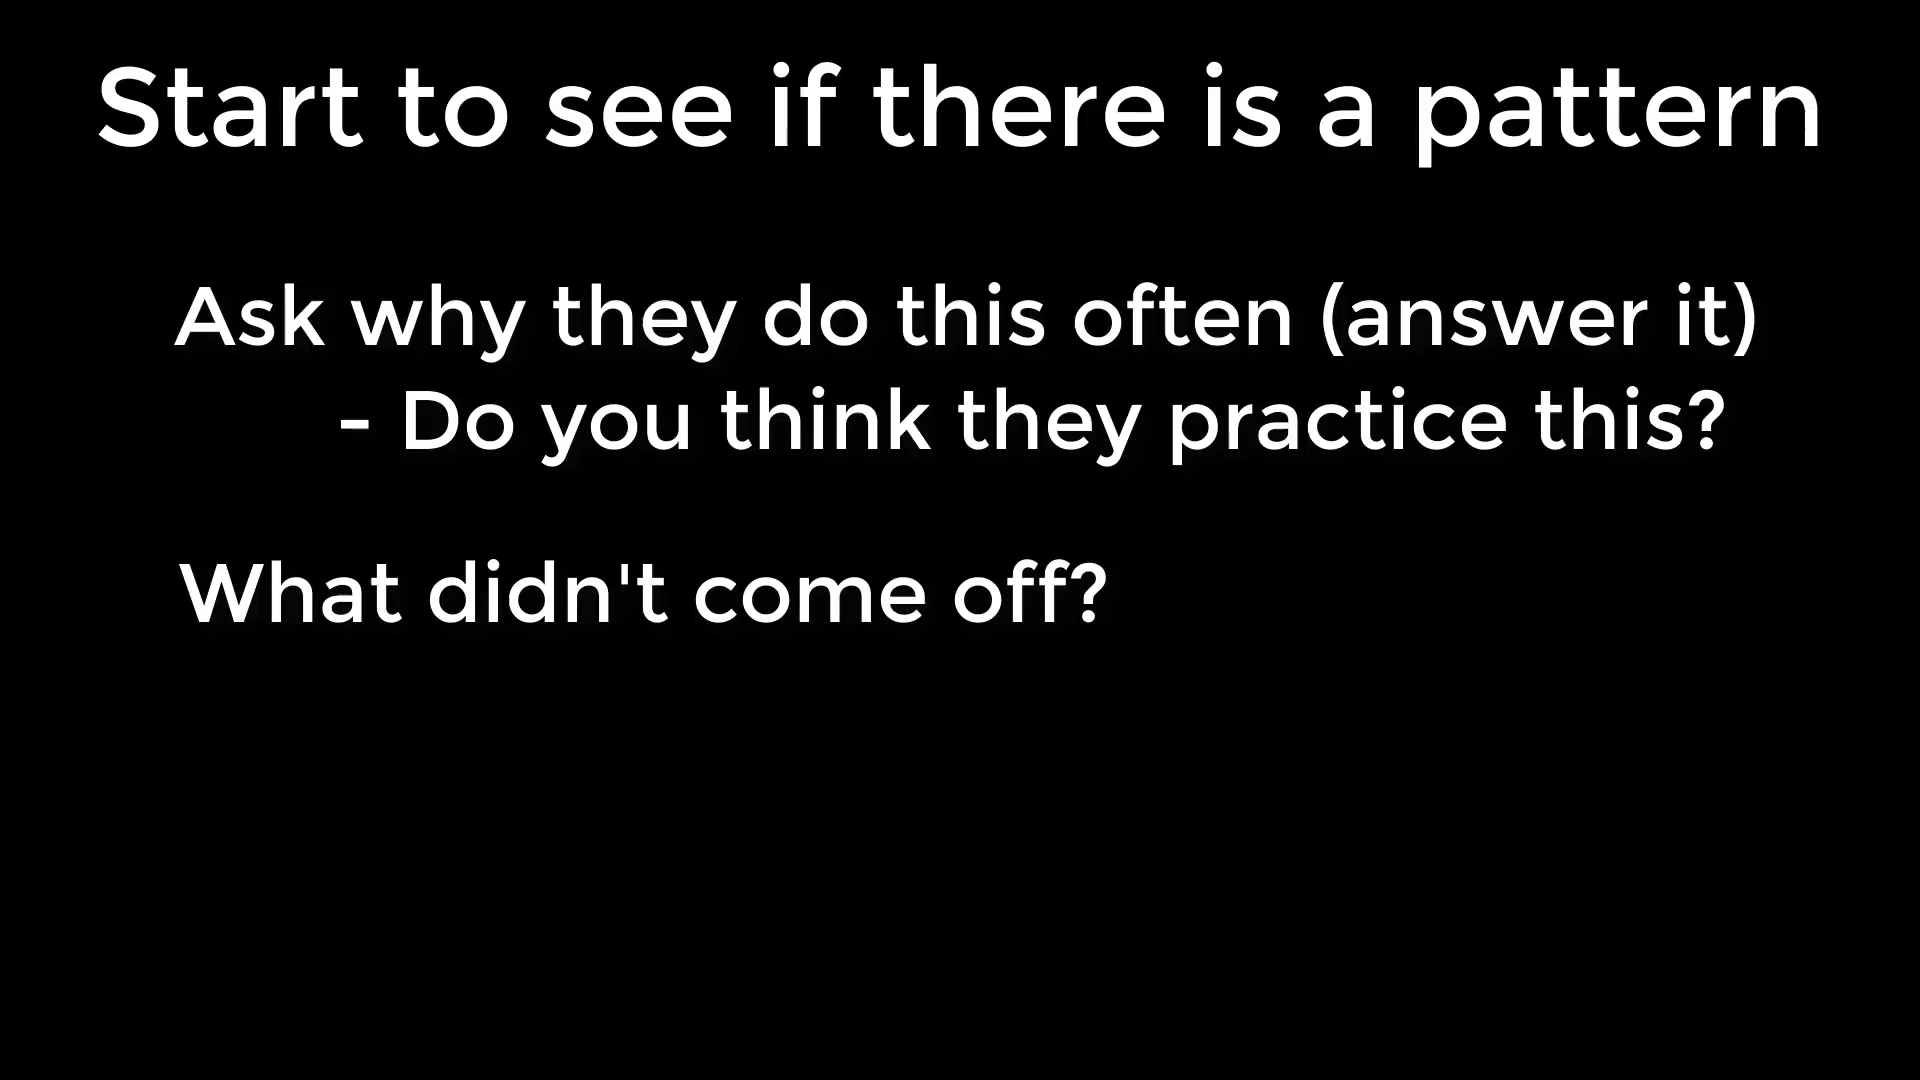 Start to see if there is a pattern
Ask why they do this often (answer it)
- Do you think they practice this?
What didn't come off?